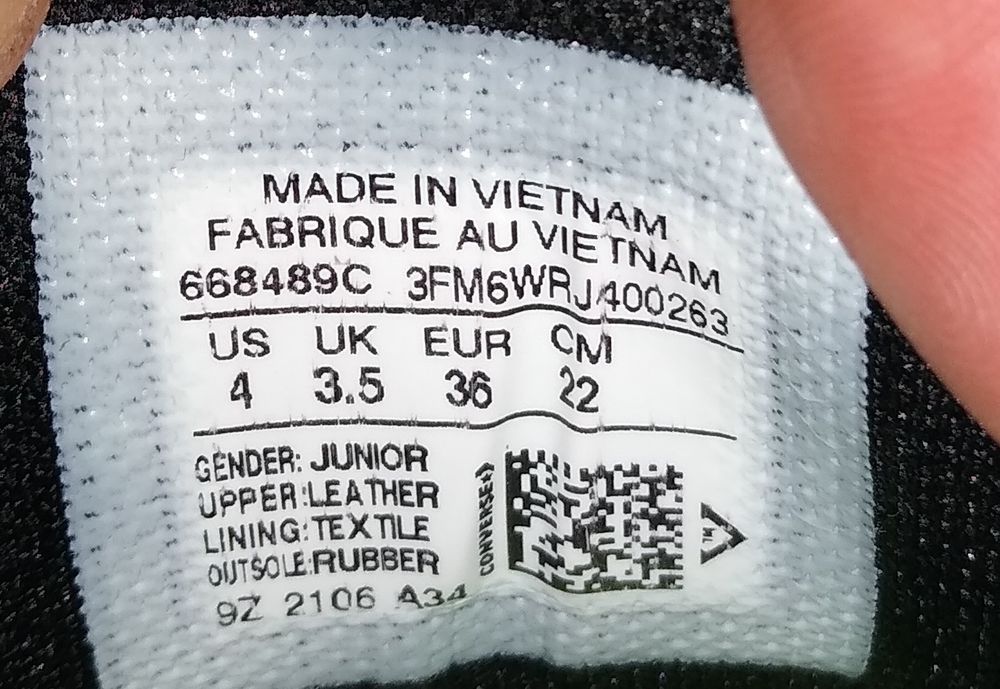 MADE IN VIETNAM
FABRIQUE AU VIETNAM
668489C 3FM6WRJ400263
US UK EUR CM
4 3.5 36 22
GENDER: JUNIOR
UPPER:LEATHER
LINING:TEXTILE
OUTSOLE:RUBBER
9Z 2106 A34
CONVERSE